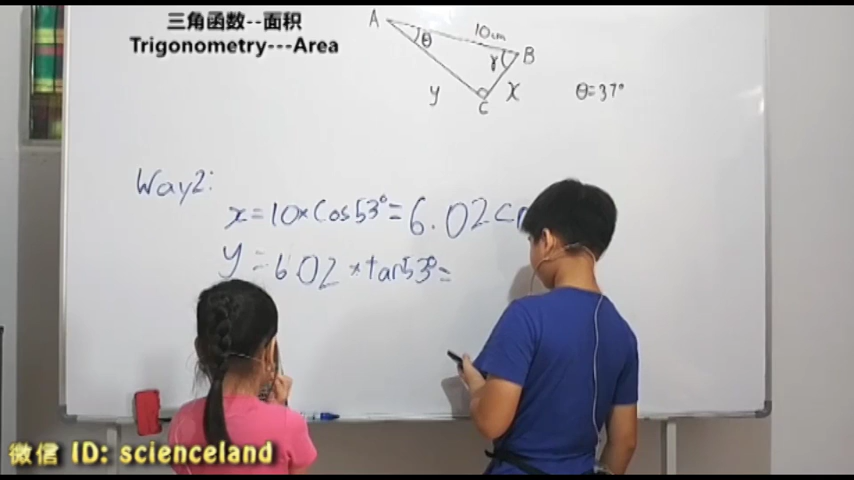 三角函数--面积
Trigonometry---Area
A
10cm
θ
B
γ
y
x
C
θ=37°
Way2:
x=10×Cos53°=6.02c
y=6.02×tan53°=
微信 ID: scienceland